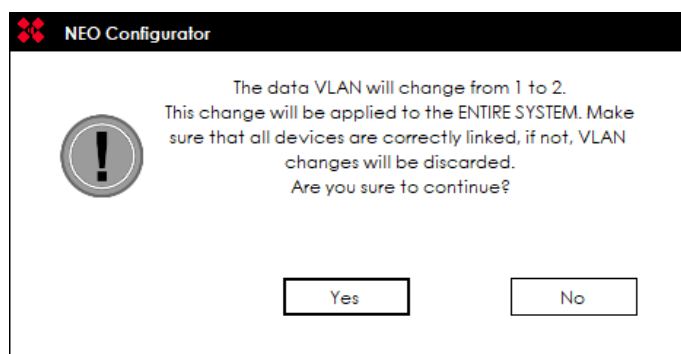 NEO Configurator
The data VLAN will change from 1 to 2.
This change will be applied to the ENTIRE SYSTEM. Make
sure that all devices are correctly linked, if not, VLAN
changes will be discarded.
Are you sure to continue?
Yes
No